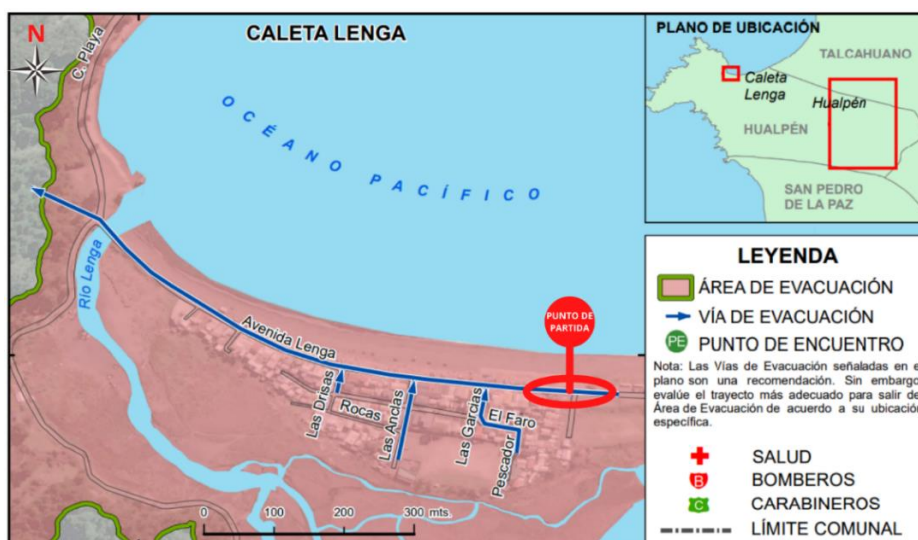 N
C. Playa
CALETA LENGA
OCÉANO PACÍFICO
Río Lenga
Avenida Lenga
PUNTO DE
PARTIDA
Las Drisas
Rocas
Las Anclas
Las Garcías
El Faro
Pescador
0 100 200 300 mts.
PLANO DE UBICACIÓN
TALCAHUANO
Caleta
Lenga
Hualpén
HUALPÉN
SAN PEDRO
DE LA PAZ
LEYENDA
ÁREA DE EVACUACIÓN
VÍA DE EVACUACIÓN
PE PUNTO DE ENCUENTRO
Nota: Las Vías de Evacuación señaladas en e
plano son una recomendación. Sin embargo
evalúe el trayecto más adecuado para salir de
Área de Evacuación de acuerdo a su ubicación
específica.
SALUD
B BOMBEROS
C CARABINEROS
LÍMITE COMUNAL